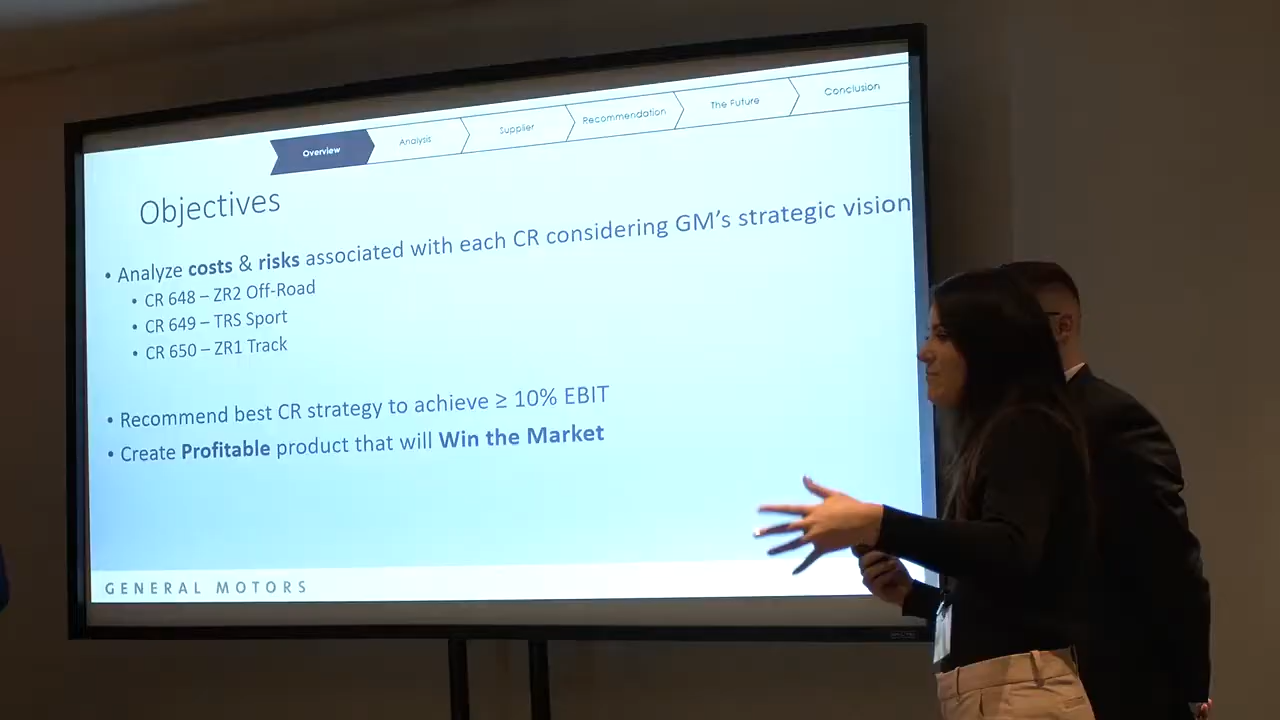 Overview
Analysis
Supplier
Recommendation
The Future
Conclusion
Objectives
• Analyze costs & risks associated with each CR considering GM's strategic vision
• CR 648 – ZR2 Off-Road
• CR 649 – TRS Sport
• CR 650 – ZR1 Track
• Recommend best CR strategy to achieve ≥ 10% EBIT
• Create Profitable product that will Win the Market
GENERAL MOTORS